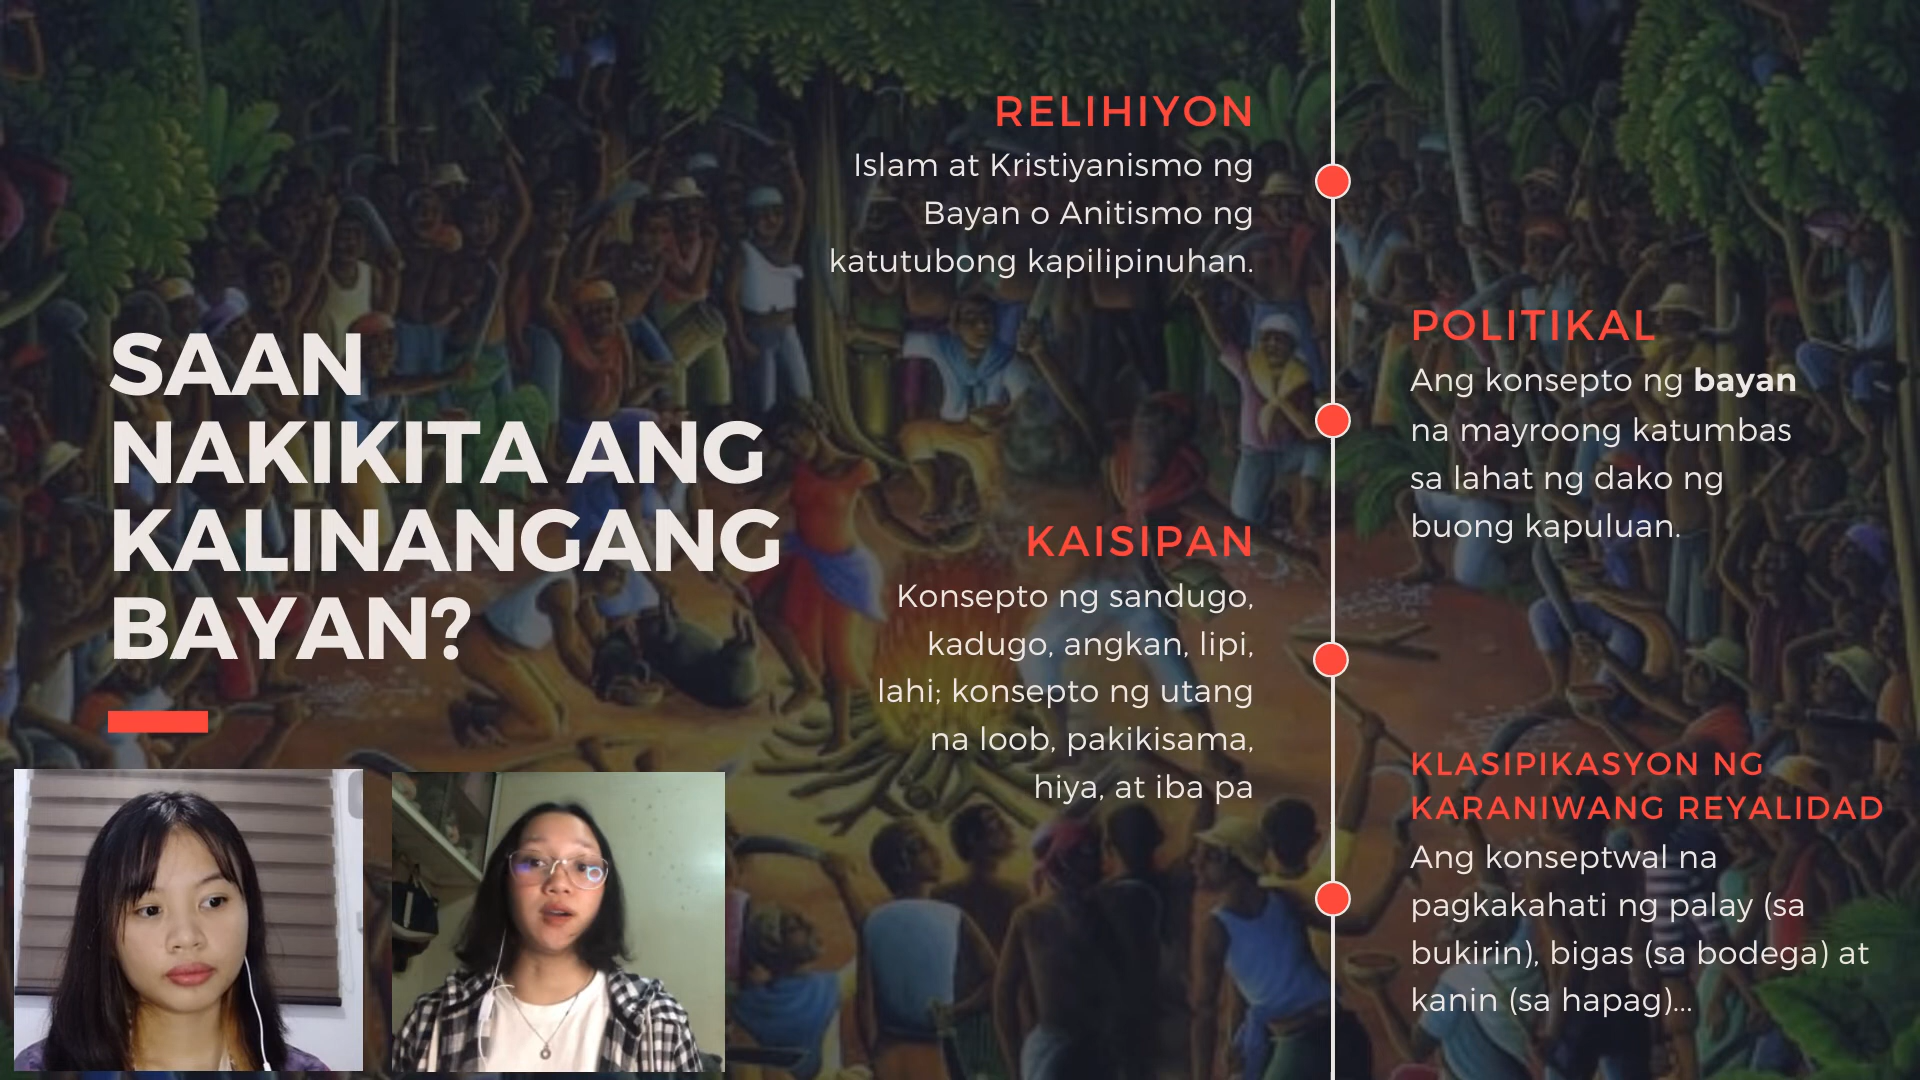 SAAN
NAKIKITA ANG
KALINANGANG
BAYAN?
RELIHIYON
Islam at Kristiyanismo ng
Bayan o Anitismo ng
katutubong kapilipinuhan.
POLITIKAL
Ang konsepto ng bayan
na mayroong katumbas
sa lahat ng dako ng
buong kapuluan.
KAISIPAN
Konsepto ng sandugo,
kadugo, angkan, lipi,
lahi; konsepto ng utang
na loob, pakikisama,
hiya, at iba pa
KLASIPIKASYON NG
KARANIWANG REYALIDAD
Ang konseptwal na
pagkakahati ng palay (sa
bukirin), bigas (sa bodega) at
kanin (sa hapag)...